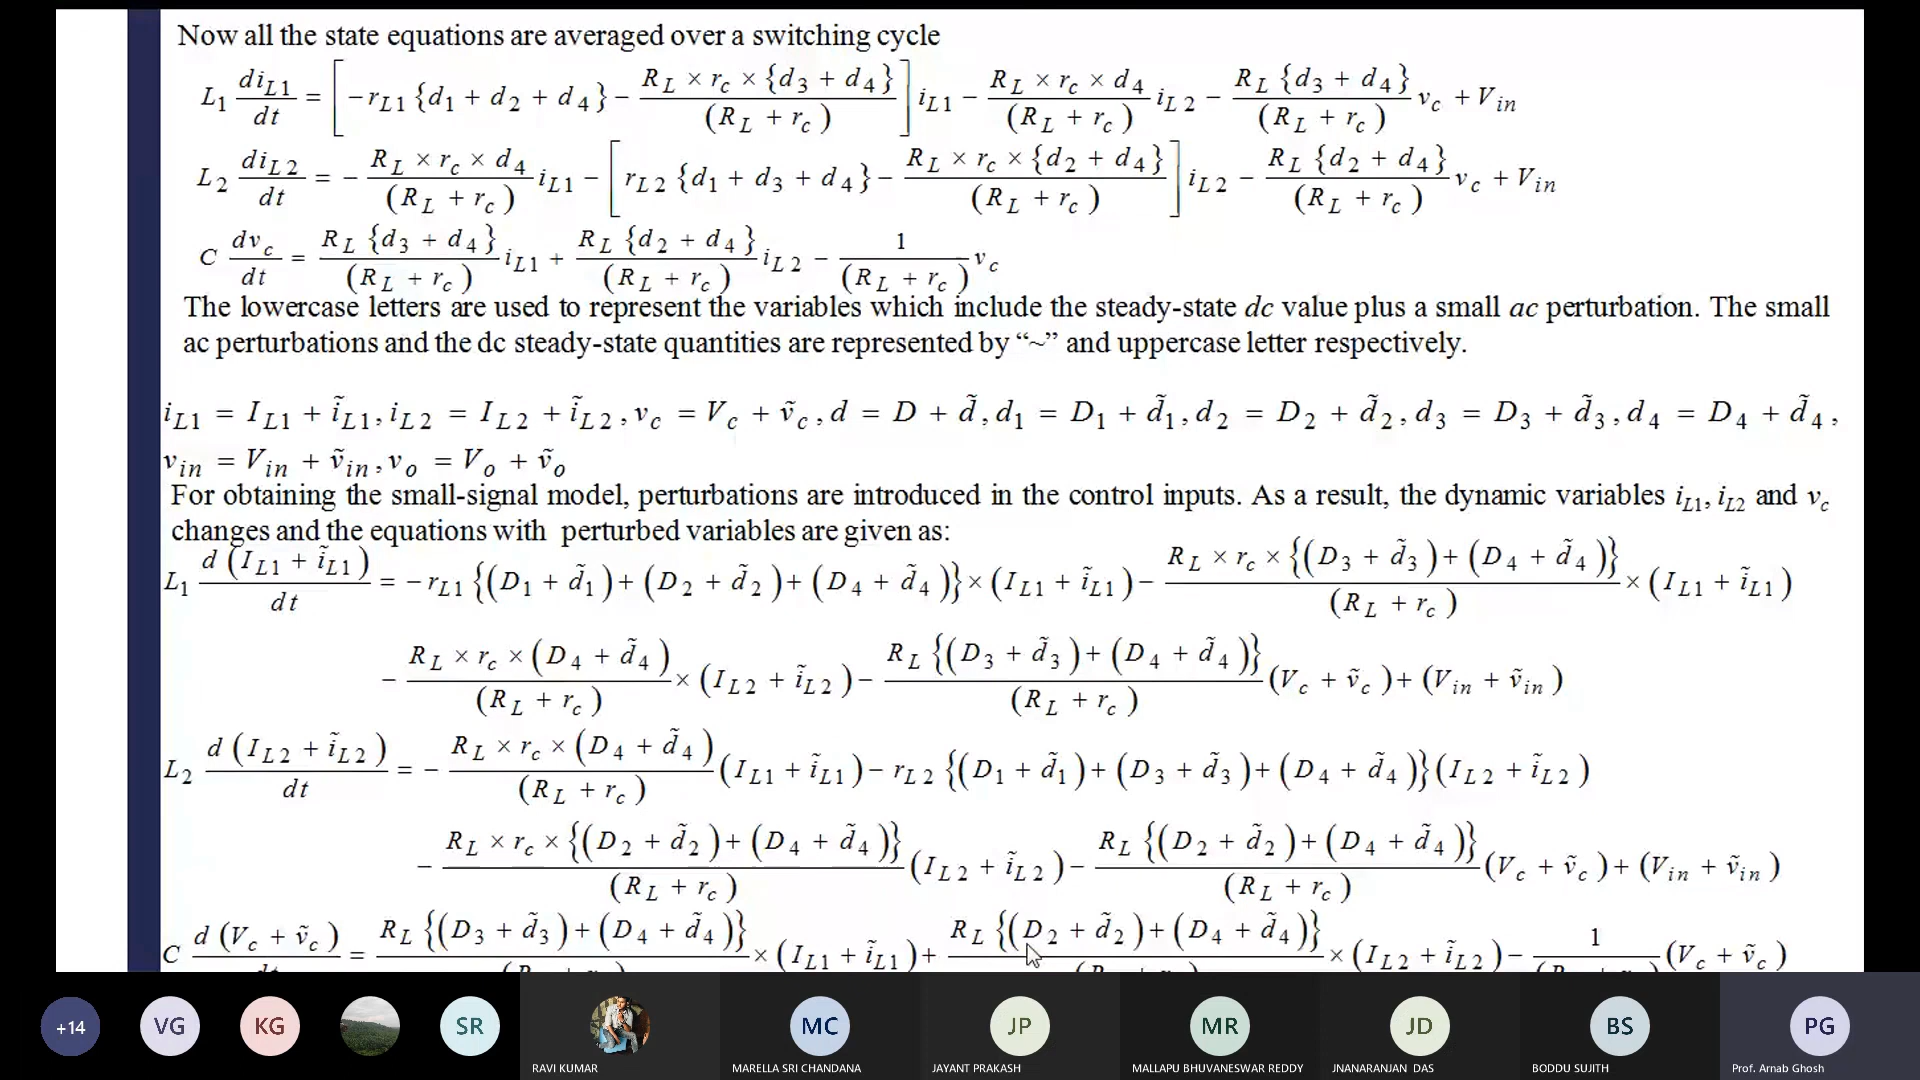 Now all the state equations are averaged over a switching cycle
L1 diL1/dt = [−rL1 {d1 + d2 + d4} − RL × rc × {d3 + d4}/(RL + rc)] iL1 − RL × rc × d4/(RL + rc) iL2 − RL {d3 + d4}/(RL + rc) vc + Vin
L2 diL2/dt = − RL × rc × d4/(RL + rc) iL1 − [rL2 {d1 + d3 + d4} − RL × rc × {d2 + d4}/(RL + rc)] iL2 − RL {d2 + d4}/(RL + rc) vc + Vin
C dvc/dt = RL {d3 + d4}/(RL + rc) iL1 + RL {d2 + d4}/(RL + rc) iL2 − 1/(RL + rc) vc
The lowercase letters are used to represent the variables which include the steady-state dc value plus a small ac perturbation. The small
ac perturbations and the dc steady-state quantities are represented by “~” and uppercase letter respectively.
iL1 = IL1 + ĩL1, iL2 = IL2 + ĩL2, vc = Vc + ṽc, d = D + d̃, d1 = D1 + d̃1, d2 = D2 + d̃2, d3 = D3 + d̃3, d4 = D4 + d̃4,
vin = Vin + ṽin, vo = Vo + ṽo
For obtaining the small-signal model, perturbations are introduced in the control inputs. As a result, the dynamic variables iL1, iL2 and vc
changes and the equations with perturbed variables are given as:
L1 d(IL1 + ĩL1)/dt = −rL1 {(D1 + d̃1) + (D2 + d̃2) + (D4 + d̃4)} × (IL1 + ĩL1) − RL × rc × {(D3 + d̃3) + (D4 + d̃4)}/(RL + rc) × (IL1 + ĩL1)
− RL × rc × (D4 + d̃4)/(RL + rc) × (IL2 + ĩL2) − RL {(D3 + d̃3) + (D4 + d̃4)}/(RL + rc) (Vc + ṽc) + (Vin + ṽin)
L2 d(IL2 + ĩL2)/dt = − RL × rc × (D4 + d̃4)/(RL + rc) (IL1 + ĩL1) − rL2 {(D1 + d̃1) + (D3 + d̃3) + (D4 + d̃4)} (IL2 + ĩL2)
− RL × rc × {(D2 + d̃2) + (D4 + d̃4)}/(RL + rc) (IL2 + ĩL2) − RL {(D2 + d̃2) + (D4 + d̃4)}/(RL + rc) (Vc + ṽc) + (Vin + ṽin)
C d(Vc + ṽc) = RL {(D3 + d̃3) + (D4 + d̃4)} × (IL1 + ĩL1) + RL {(D2 + d̃2) + (D4 + d̃4)} × (IL2 + ĩL2) − 1 (Vc + ṽc)
+14 VG KG SR MC JP MR JD BS PG
RAVI KUMAR MARELLA SRI CHANDANA JAYANT PRAKASH MALLAPU BHUVANESWAR REDDY JNANARANJAN DAS BODDU SUJITH Prof. Arnab Ghosh